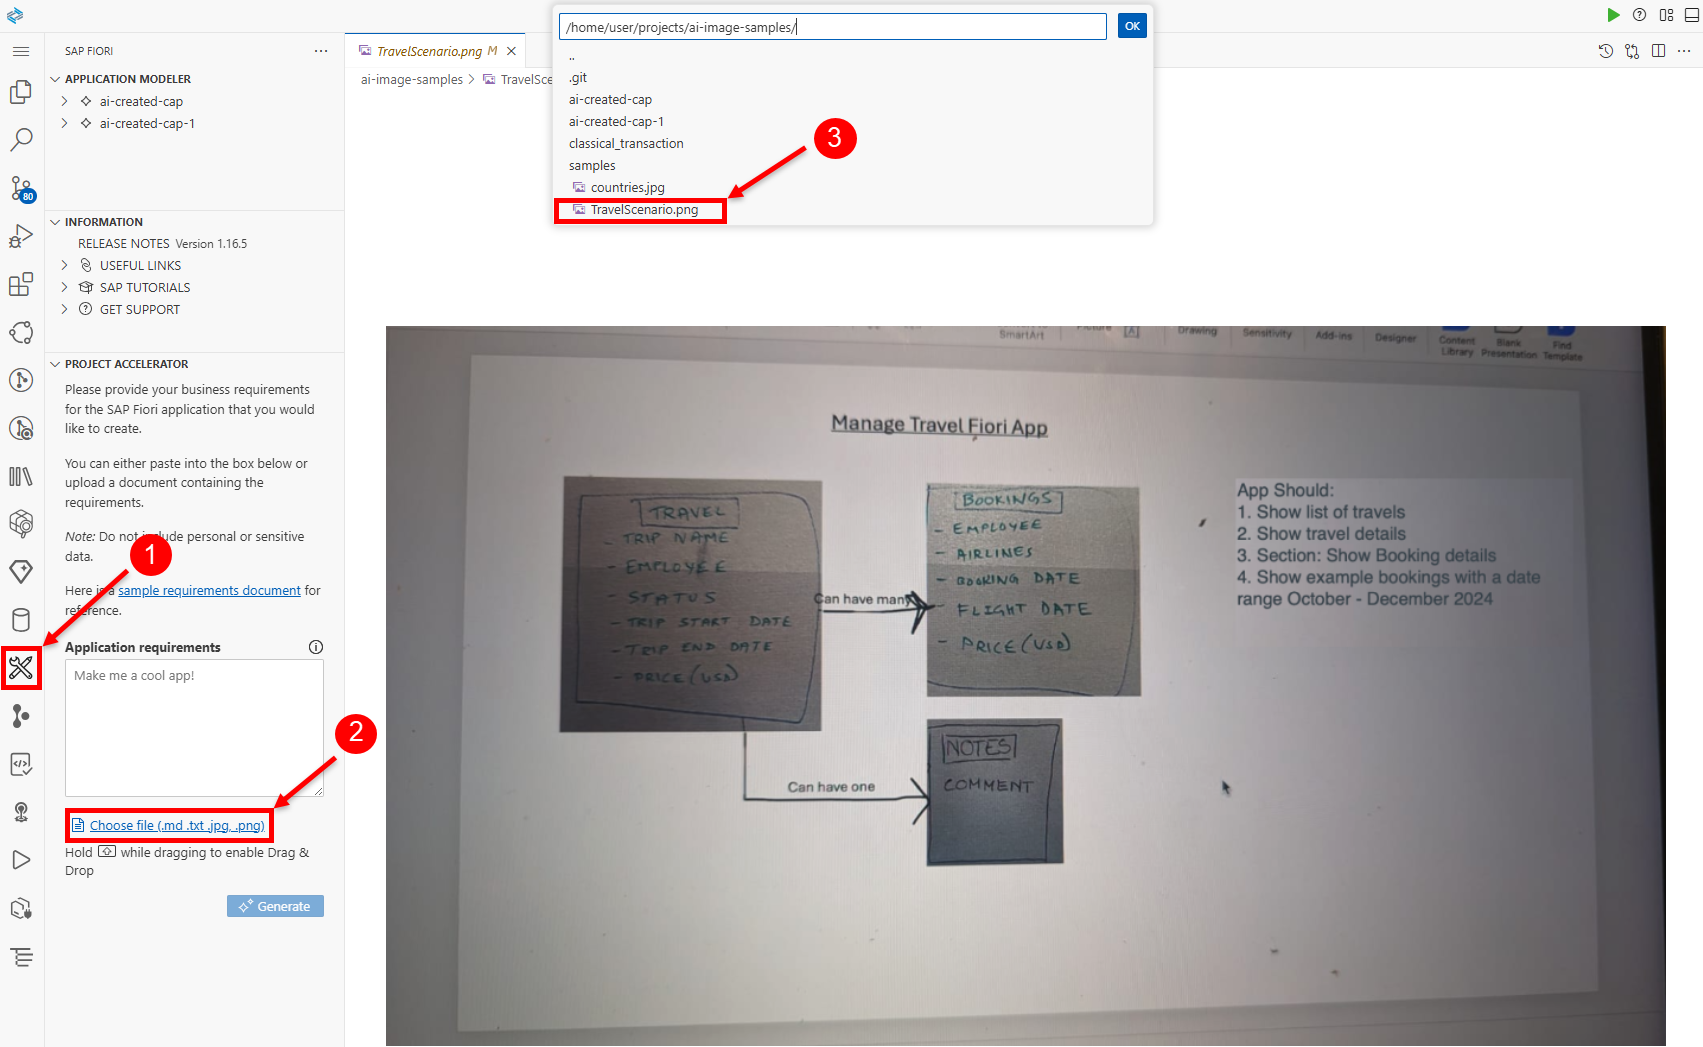 SAP FIORI
APPLICATION MODELER
ai-created-cap
ai-created-cap-1
80
INFORMATION
RELEASE NOTES Version 1.16.5
USEFUL LINKS
SAP TUTORIALS
GET SUPPORT
PROJECT ACCELERATOR
Please provide your business requirements
for the SAP Fiori application that you would
like to create.
You can either paste into the box below or
upload a document containing the
requirements.
Note: Do not include personal or sensitive
data.
1
Here is a sample requirements document for
reference.
Application requirements
Make me a cool app!
2
Choose file (.md .txt .jpg, .png)
Hold while dragging to enable Drag &
Drop
Generate
TravelScenario.png M
ai-image-samples > TravelSce
/home/user/projects/ai-image-samples/
OK
..
.git
ai-created-cap
ai-created-cap-1
classical_transaction
samples
countries.jpg
TravelScenario.png
3
SmartArt
Picture
Drawing
Sensitivity
Add-ins
Designer
Content
Library
Blank
Presentation
Find
Template
Manage Travel Fiori App
TRAVEL
- TRIP NAME
- EMPLOYEE
- STATUS
- TRIP START DATE
- TRIP END DATE
- PRICE (USD)
Can have many
BOOKINGS
- EMPLOYEE
- AIRLINES
- BOOKING DATE
- FLIGHT DATE
- PRICE (USD)
Can have one
NOTES
COMMENT
App Should:
1. Show list of travels
2. Show travel details
3. Section: Show Booking details
4. Show example bookings with a date
range October - December 2024